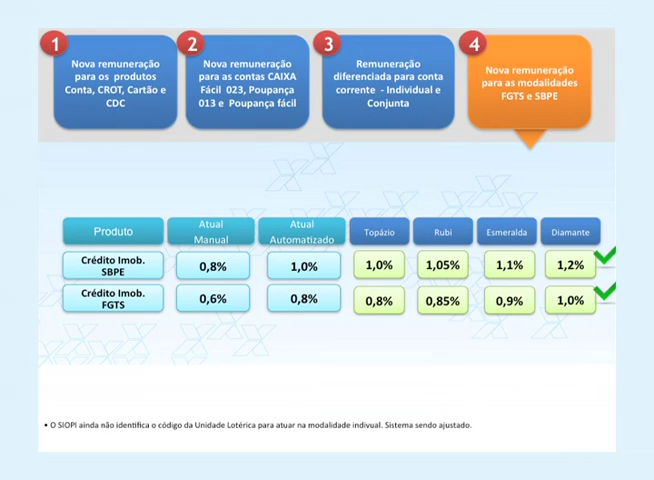 1
Nova remuneração
para os produtos
Conta, CROT, Cartão e
CDC
2
Nova remuneração
para as contas CAIXA
Fácil 023, Poupança
013 e Poupança fácil
3
Remuneração
diferenciada para conta
corrente - Individual e
Conjunta
4
Nova remuneração
para as modalidades
FGTS e SBPE
Produto
Atual
Manual
Atual
Automatizado
Topázio
Rubi
Esmeralda
Diamante
Crédito Imob.
SBPE
0,8%
1,0%
1,0%
1,05%
1,1%
1,2%
Crédito Imob.
FGTS
0,6%
0,8%
0,8%
0,85%
0,9%
1,0%
• O SIOPI ainda não identifica o código da Unidade Lotérica para atuar na modalidade indivual. Sistema sendo ajustado.